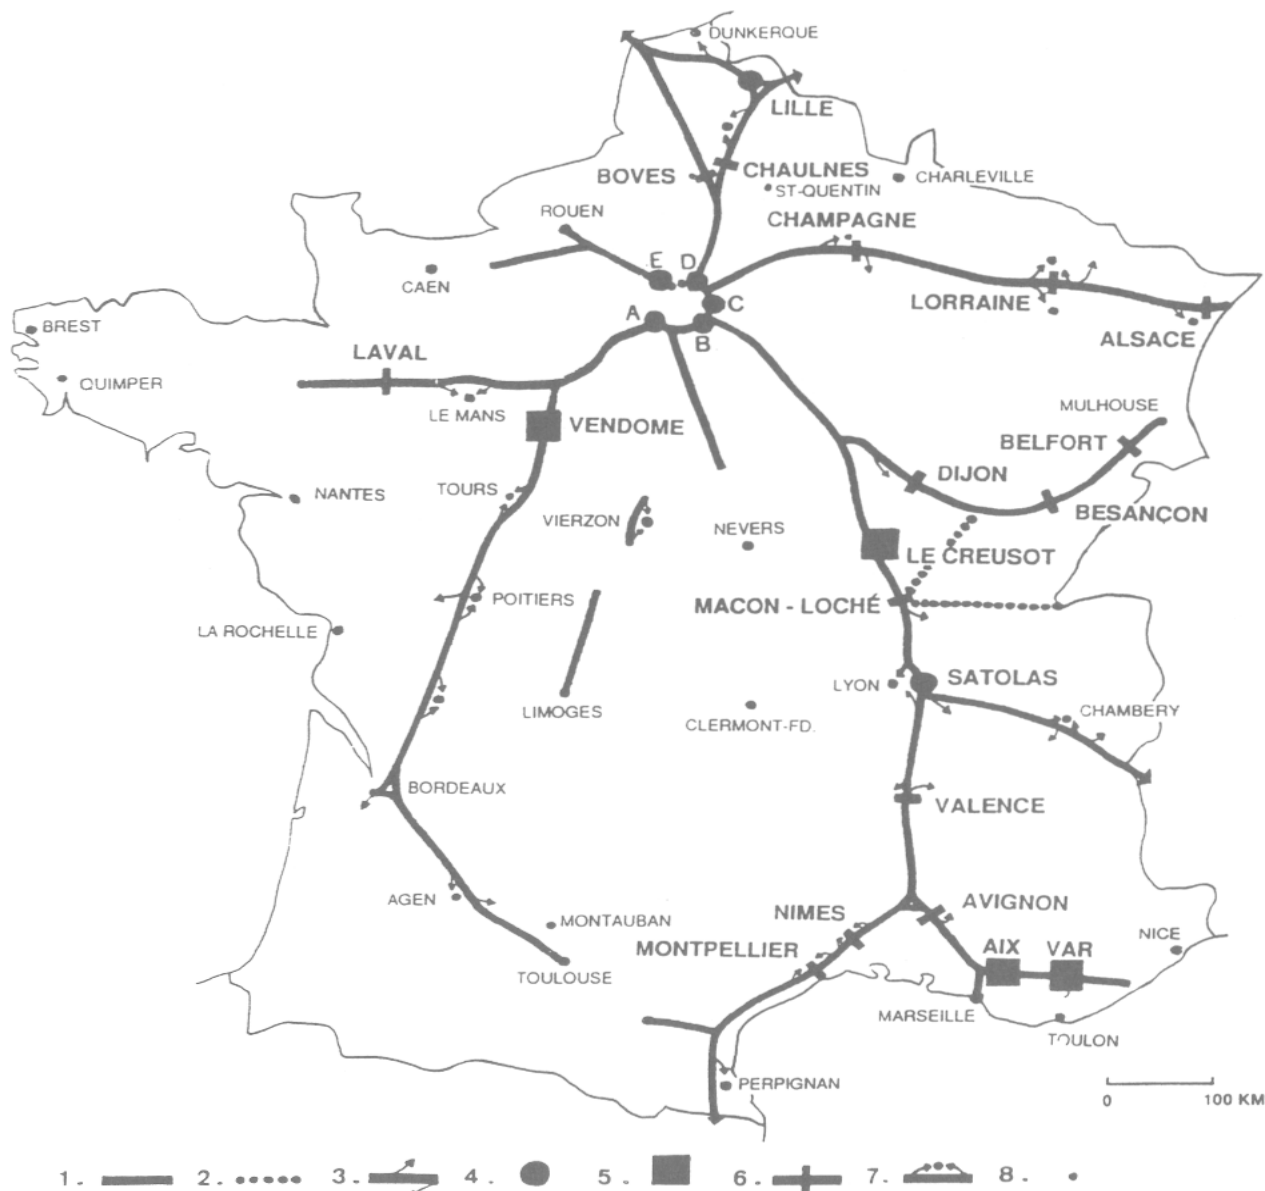 DUNKERQUE
LILLE
BOVES
CHAULNES
ST-QUENTIN
CHARLEVILLE
ROUEN
CHAMPAGNE
E
D
CAEN
C
LORRAINE
A
B
BREST
ALSACE
LAVAL
QUIMPER
LE MANS
MULHOUSE
VENDOME
BELFORT
DIJON
TOURS
NANTES
BESANÇON
VIERZON
NEVERS
LE CREUSOT
POITIERS
MACON - LOCHÉ
LA ROCHELLE
SATOLAS
LYON
LIMOGES
CLERMONT-FD.
CHAMBERY
BORDEAUX
VALENCE
AGEN
MONTAUBAN
NIMES
AVIGNON
MONTPELLIER
AIX
VAR
NICE
TOULOUSE
MARSEILLE
TOULON
PERPIGNAN
0 100 KM
1. 2. 3. 4. 5. 6. 7. 8.